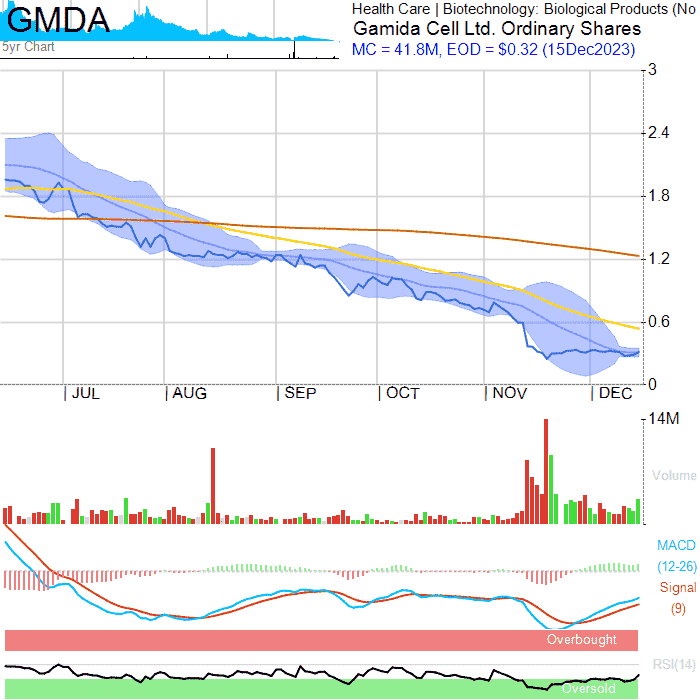 GMDA
Health Care | Biotechnology: Biological Products (No
Gamida Cell Ltd. Ordinary Shares
5yr Chart
MC = 41.8M, EOD = $0.32 (15Dec2023)
3
2.4
1.8
1.2
0.6
0
| JUL | AUG | SEP | OCT | NOV | DEC
14M
Volume
MACD
(12-26)
Signal
(9)
Overbought
RSI(14)
Oversold